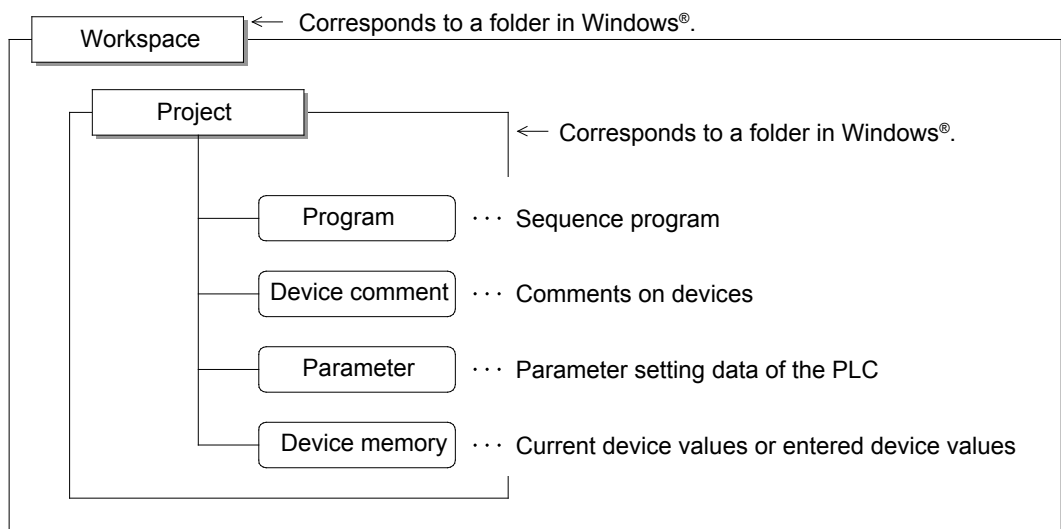 Workspace ← Corresponds to a folder in Windows®.
Project
← Corresponds to a folder in Windows®.
Program ··· Sequence program
Device comment ··· Comments on devices
Parameter ··· Parameter setting data of the PLC
Device memory ··· Current device values or entered device values